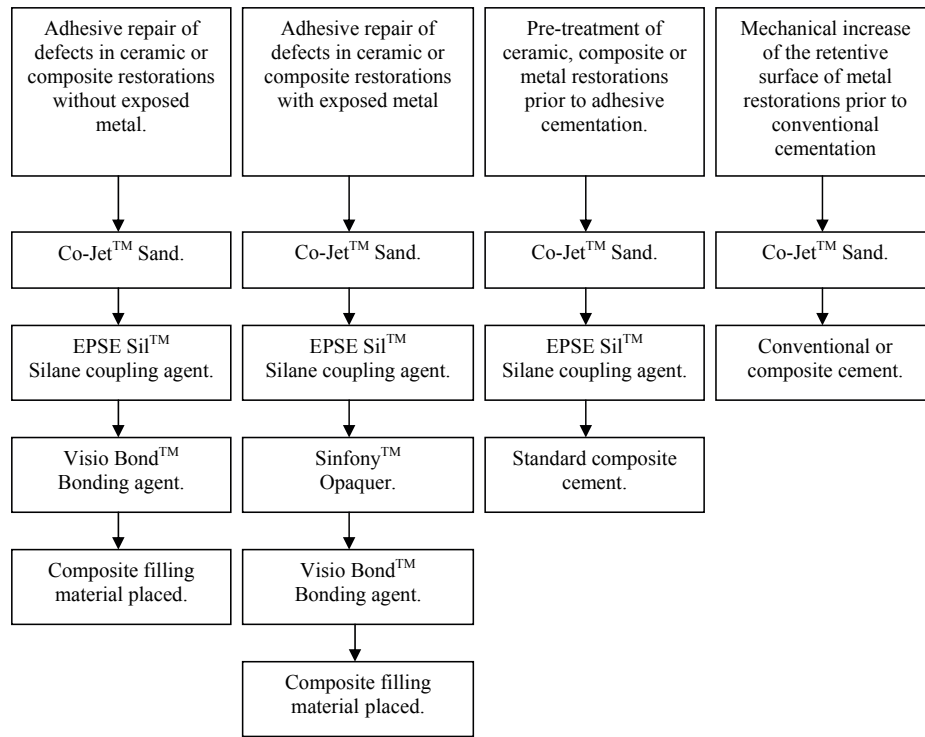 Adhesive repair of
defects in ceramic or
composite restorations
without exposed
metal.
Co-Jet™ Sand.
EPSE Sil™
Silane coupling agent.
Visio Bond™
Bonding agent.
Composite filling
material placed.
Adhesive repair of
defects in ceramic or
composite restorations
with exposed metal
Co-Jet™ Sand.
EPSE Sil™
Silane coupling agent.
Sinfony™
Opaquer.
Visio Bond™
Bonding agent.
Composite filling
material placed.
Pre-treatment of
ceramic, composite or
metal restorations
prior to adhesive
cementation.
Co-Jet™ Sand.
EPSE Sil™
Silane coupling agent.
Standard composite
cement.
Mechanical increase
of the retentive
surface of metal
restorations prior to
conventional
cementation
Co-Jet™ Sand.
Conventional or
composite cement.